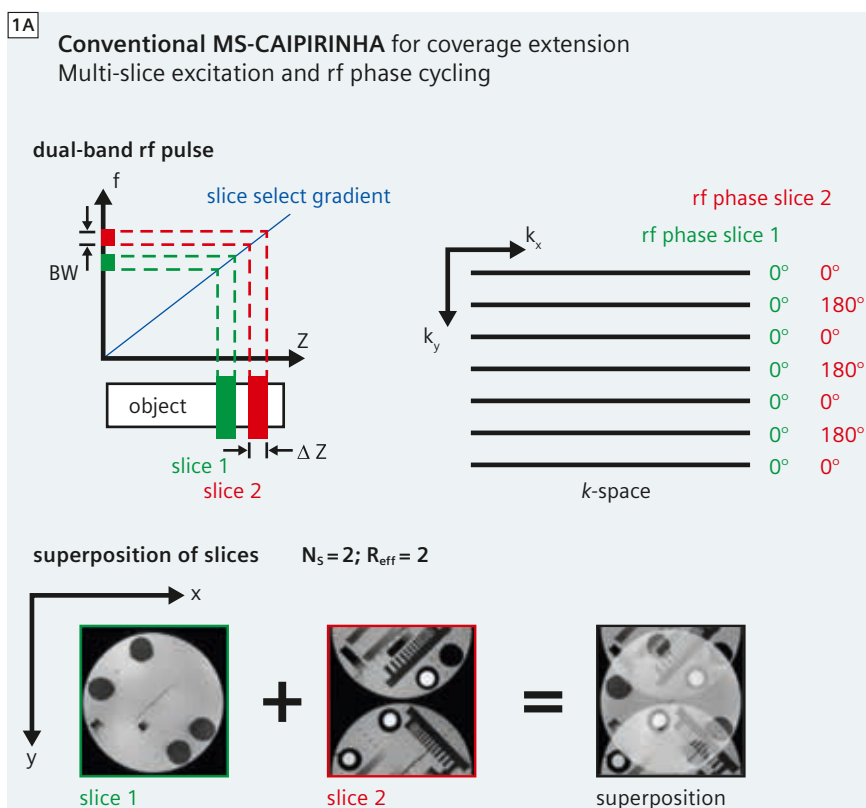 1A
Conventional MS-CAIPIRINHA for coverage extension
Multi-slice excitation and rf phase cycling
dual-band rf pulse
f
slice select gradient
BW
Z
object
slice 1
slice 2
Δ Z
rf phase slice 2
rf phase slice 1
kx
ky
0° 0°
0° 180°
0° 0°
0° 180°
0° 0°
0° 180°
0° 0°
k-space
superposition of slices NS = 2; Reff = 2
x
y
+
=
slice 1
slice 2
superposition